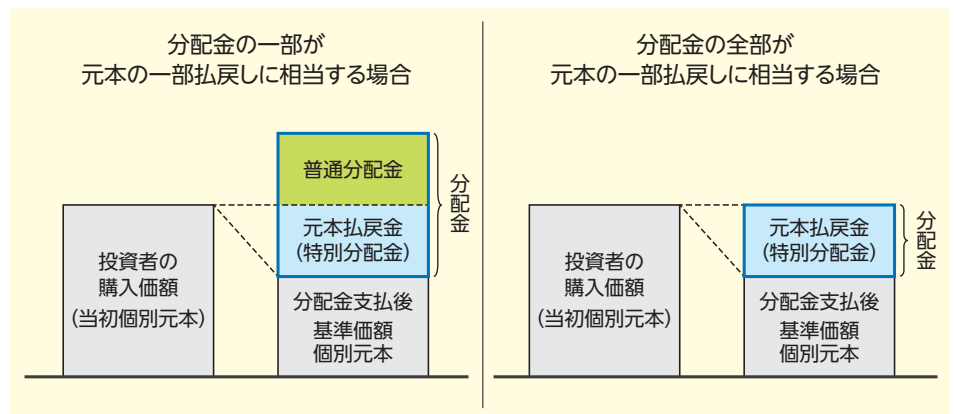 分配金の一部が
元本の一部払戻しに相当する場合
普通分配金
元本払戻金
(特別分配金)
分配金
投資者の
購入価額
(当初個別元本)
分配金支払後
基準価額
個別元本
分配金の全部が
元本の一部払戻しに相当する場合
元本払戻金
(特別分配金)
分配金
投資者の
購入価額
(当初個別元本)
分配金支払後
基準価額
個別元本